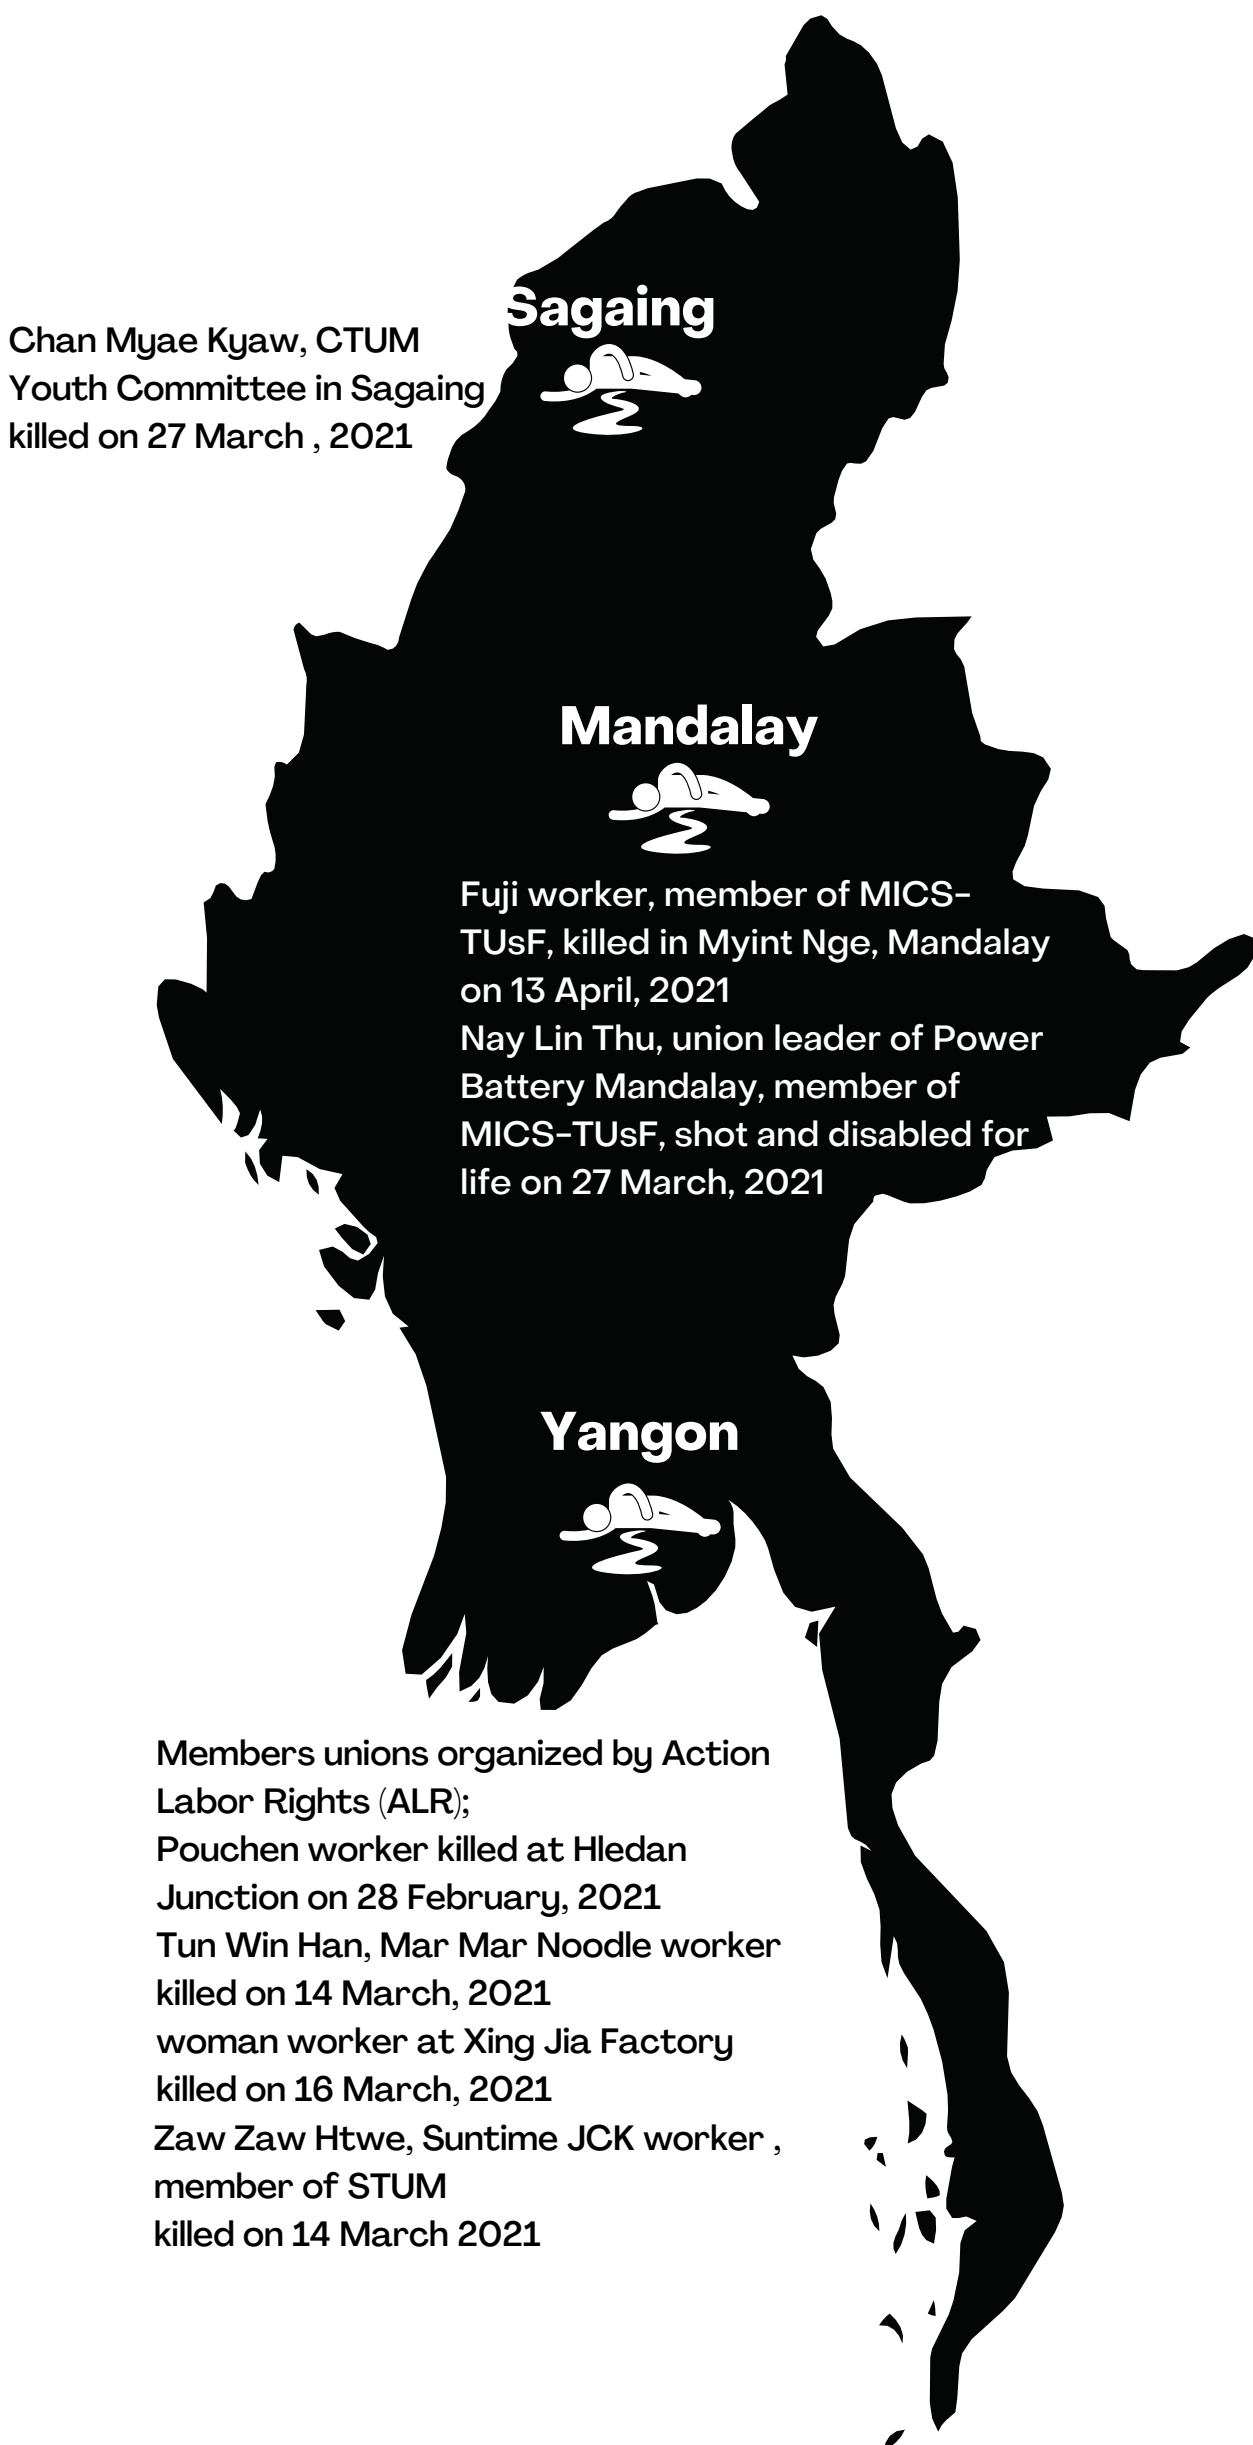 Sagaing
Chan Myae Kyaw, CTUM
Youth Committee in Sagaing
killed on 27 March , 2021
Mandalay
Fuji worker, member of MICS-
TUsF, killed in Myint Nge, Mandalay
on 13 April, 2021
Nay Lin Thu, union leader of Power
Battery Mandalay, member of
MICS-TUsF, shot and disabled for
life on 27 March, 2021
Yangon
Members unions organized by Action
Labor Rights (ALR);
Pouchen worker killed at Hledan
Junction on 28 February, 2021
Tun Win Han, Mar Mar Noodle worker
killed on 14 March, 2021
woman worker at Xing Jia Factory
killed on 16 March, 2021
Zaw Zaw Htwe, Suntime JCK worker ,
member of STUM
killed on 14 March 2021